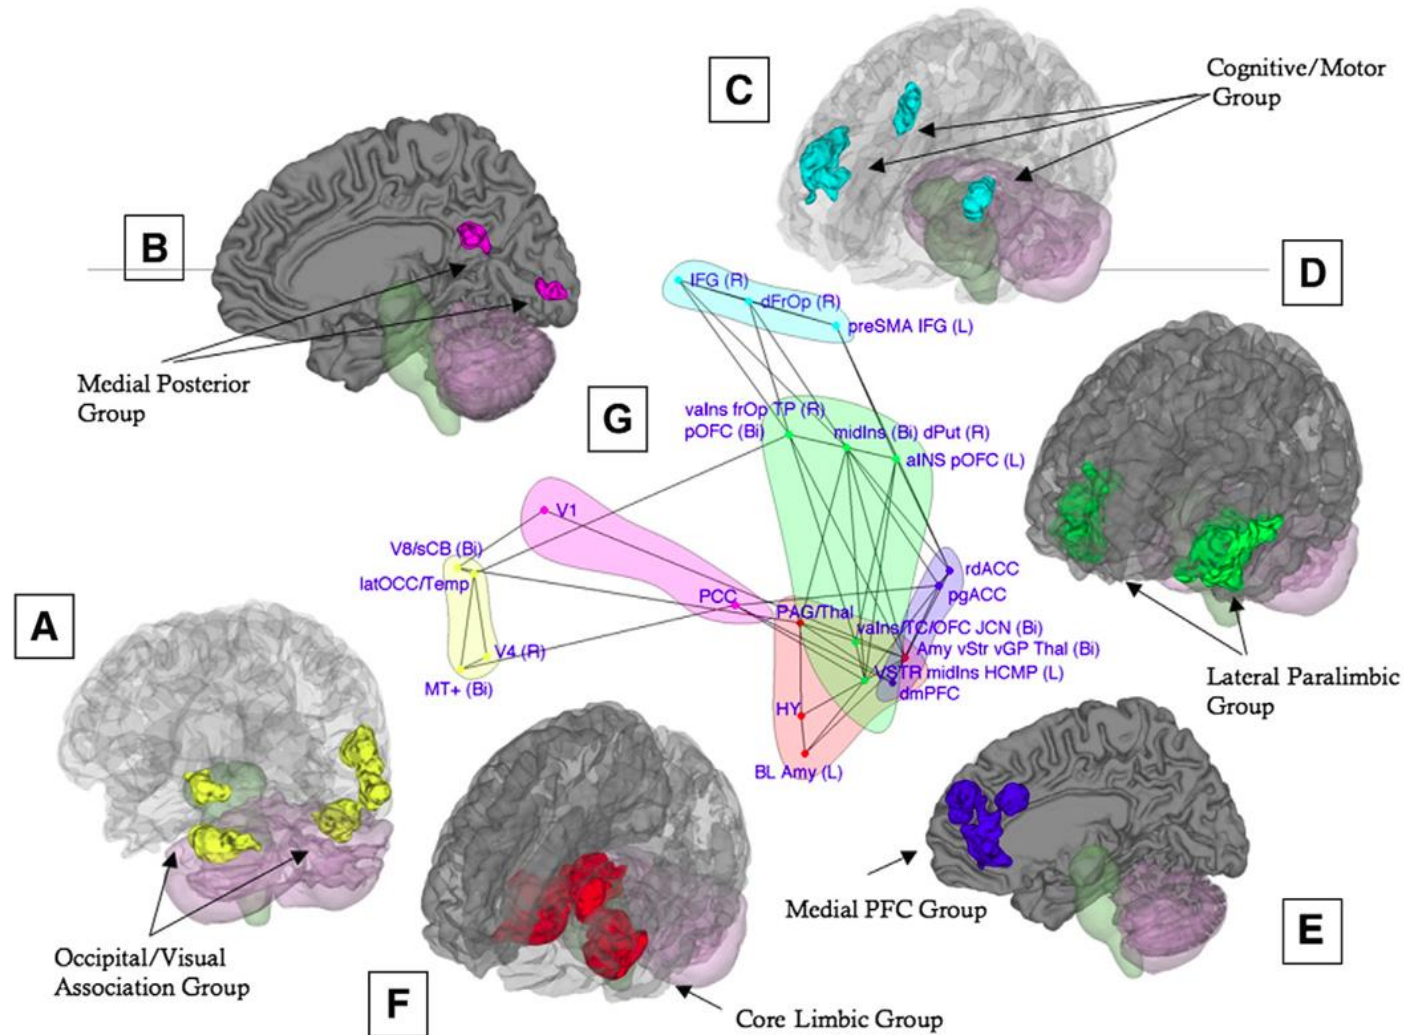 C
Cognitive/Motor
Group
B
D
IFG (R)
dFrOp (R)
preSMA IFG (L)
Medial Posterior
Group
G
vaIns frOp TP (R)
pOFC (Bi)
midIns (Bi) dPut (R)
aINS pOFC (L)
V1
V8/sCB (Bi)
latOCC/Temp
rdACC
pgACC
PCC
PAG/Thal
A
vaIns/TC/OFC JCN (Bi)
Amy vStr vGP Thal (Bi)
V4 (R)
VSTR midIns HCMP (L)
MT+ (Bi)
dmPFC
Lateral Paralimbic
Group
HY
BL Amy (L)
Medial PFC Group
E
Occipital/Visual
Association Group
F
Core Limbic Group